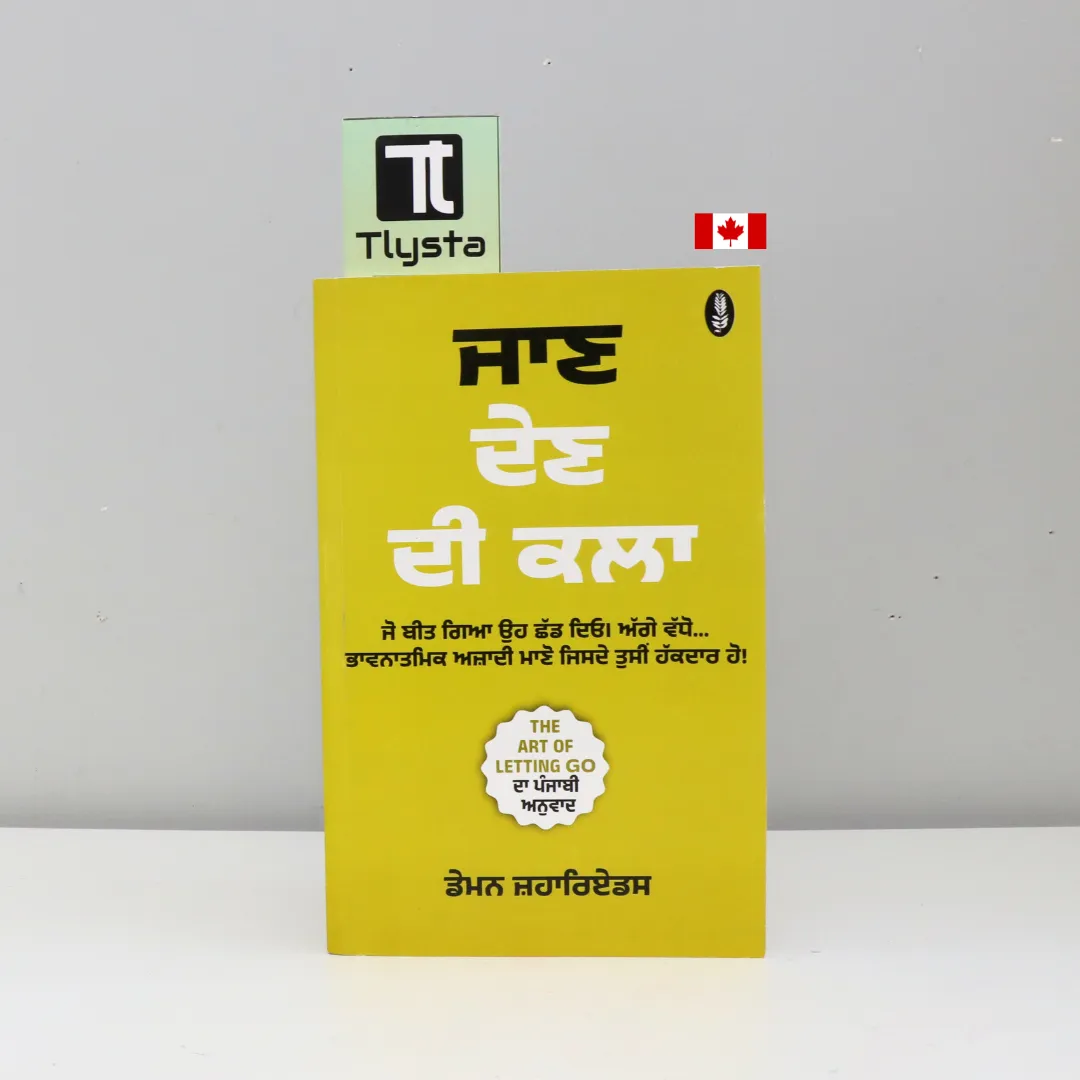 Tlysta
ਜਾਣ
ਦੇਣ
ਦੀ ਕਲਾ
ਜੋ ਬੀਤ ਗਿਆ ਉਹ ਛੱਡ ਦਿਓ। ਅੱਗੇ ਵੱਧੋ...
ਭਾਵਨਾਤਮਿਕ ਅਜ਼ਾਦੀ ਮਾਣੋ ਜਿਸਦੇ ਤੁਸੀਂ ਹੱਕਦਾਰ ਹੋ!
THE
ART OF
LETTING GO
ਦਾ ਪੰਜਾਬੀ
ਅਨੁਵਾਦ
ਡੇਮਨ ਜ਼ਹਾਰਿਏਡਸ